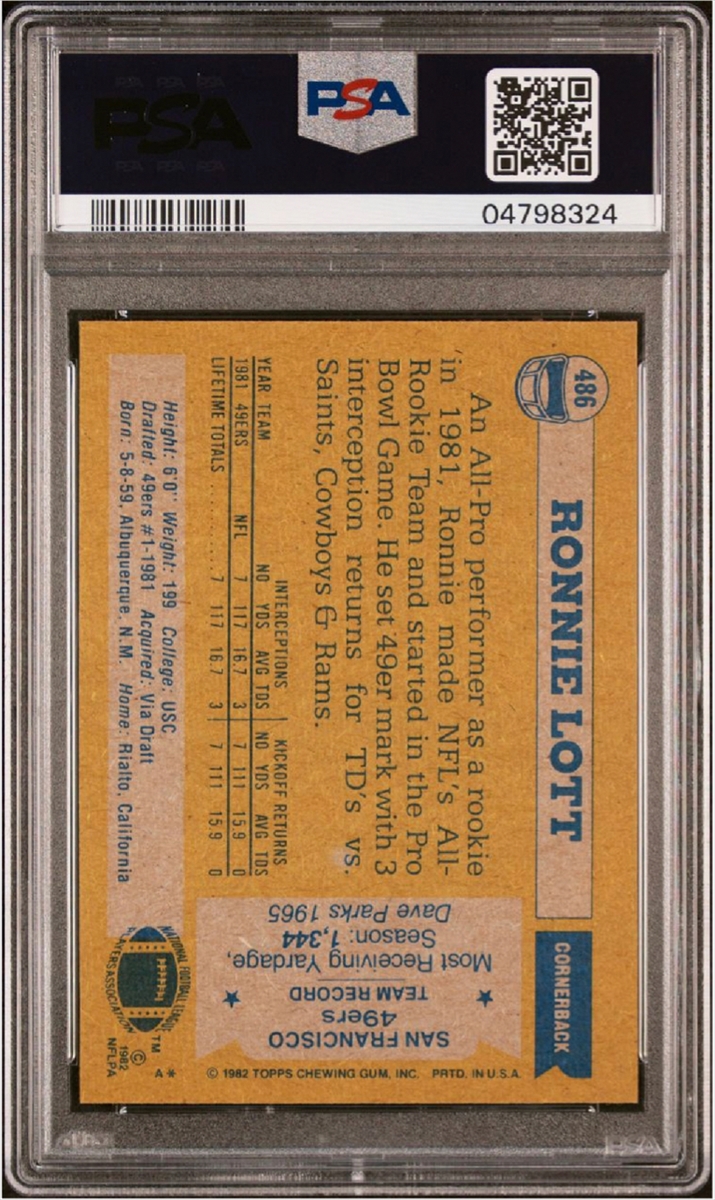 PSA
PSA
04798324
486
RONNIE LOTT
CORNERBACK
An All-Pro performer as a rookie
in 1981, Ronnie made NFL's All-
Rookie Team and started in the Pro
Bowl Game. He set 49er mark with 3
interception returns for TD's vs.
Saints, Cowboys & Rams.
INTERCEPTIONS KICKOFF RETURNS
YEAR TEAM NO YDS AVG TDS NO YDS AVG TDS
1981 49ERS NFL 7 117 16.7 3 7 111 15.9 0
LIFETIME TOTALS .......... 7 117 16.7 3 7 111 15.9 0
Height: 6'0" Weight: 199 College: USC
Drafted: 49ers #1-1981 Acquired: Via Draft
Born: 5-8-59, Albuquerque, N.M. Home: Rialto, California
SAN FRANCISCO
49ers
TEAM RECORD
Most Receiving Yardage,
Season: 1,344
Dave Parks 1965
NATIONAL FOOTBALL LEAGUE
PLAYERS ASSOCIATION
TM
© 1982
NFLPA
A*
© 1982 TOPPS CHEWING GUM, INC. PRTD. IN U.S.A.
PSA